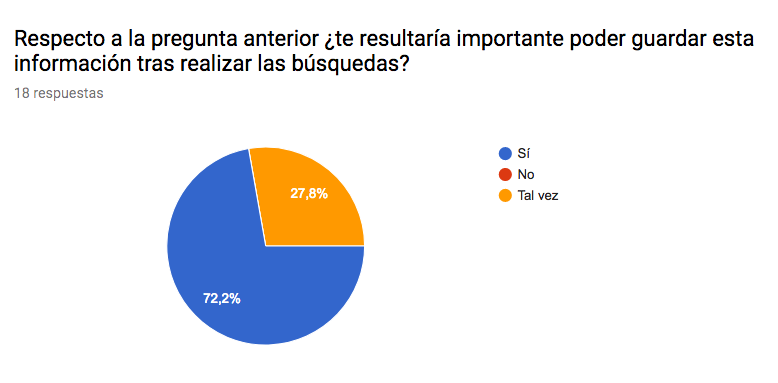 Respecto a la pregunta anterior ¿te resultaría importante poder guardar esta
información tras realizar las búsquedas?
18 respuestas
Sí
No
Tal vez
27,8%
72,2%